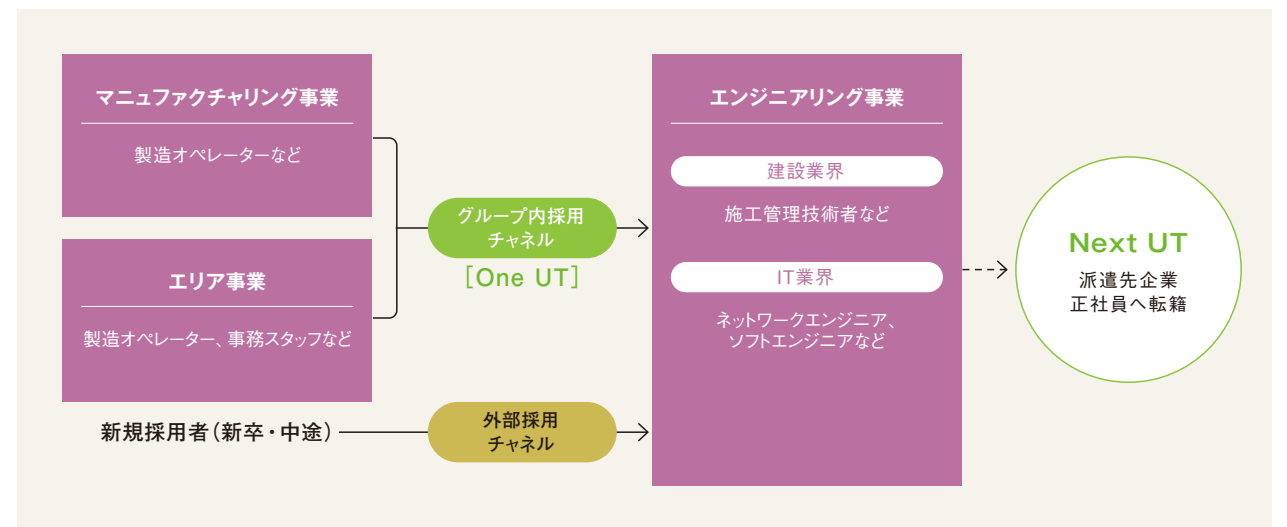 マニュファクチャリング事業
製造オペレーターなど
エリア事業
製造オペレーター、事務スタッフなど
新規採用者（新卒・中途）
グループ内採用
チャネル
［One UT］
外部採用
チャネル
エンジニアリング事業
建設業界
施工管理技術者など
IT業界
ネットワークエンジニア、
ソフトエンジニアなど
Next UT
派遣先企業
正社員へ転籍